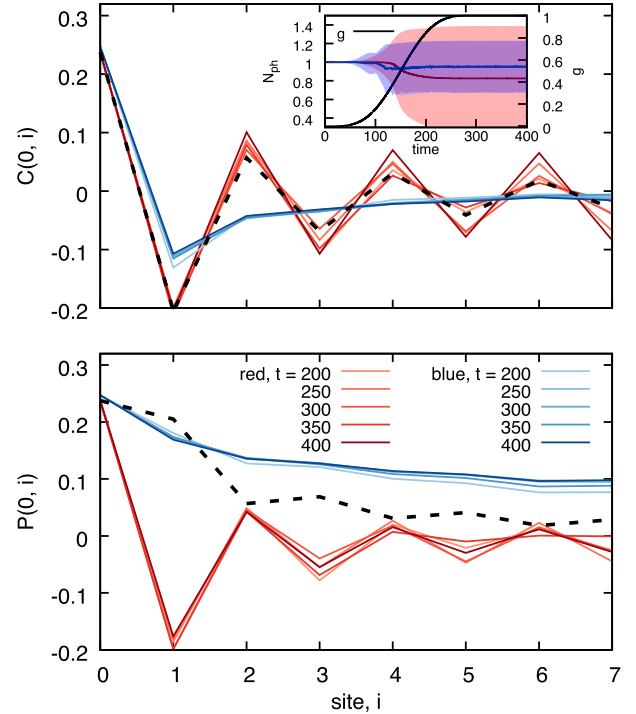 0.3
0.2
0.1
0
-0.1
-0.2
C(0, i)
1.4
1.2
1
0.8
0.6
0.4
N_ph
g
1
0.8
0.6
0.4
0.2
0
g
0 100 200 300 400
time
0.3
0.2
0.1
0
-0.1
-0.2
P(0, i)
red, t = 200 blue, t = 200
250 250
300 300
350 350
400 400
0 1 2 3 4 5 6 7
site, i